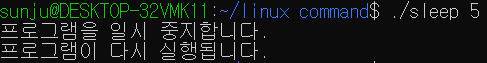 sunju@DESKTOP-32VMK11:~/linux command$ ./sleep 5
프로그램을 일시 중지합니다.
프로그램이 다시 실행됩니다.